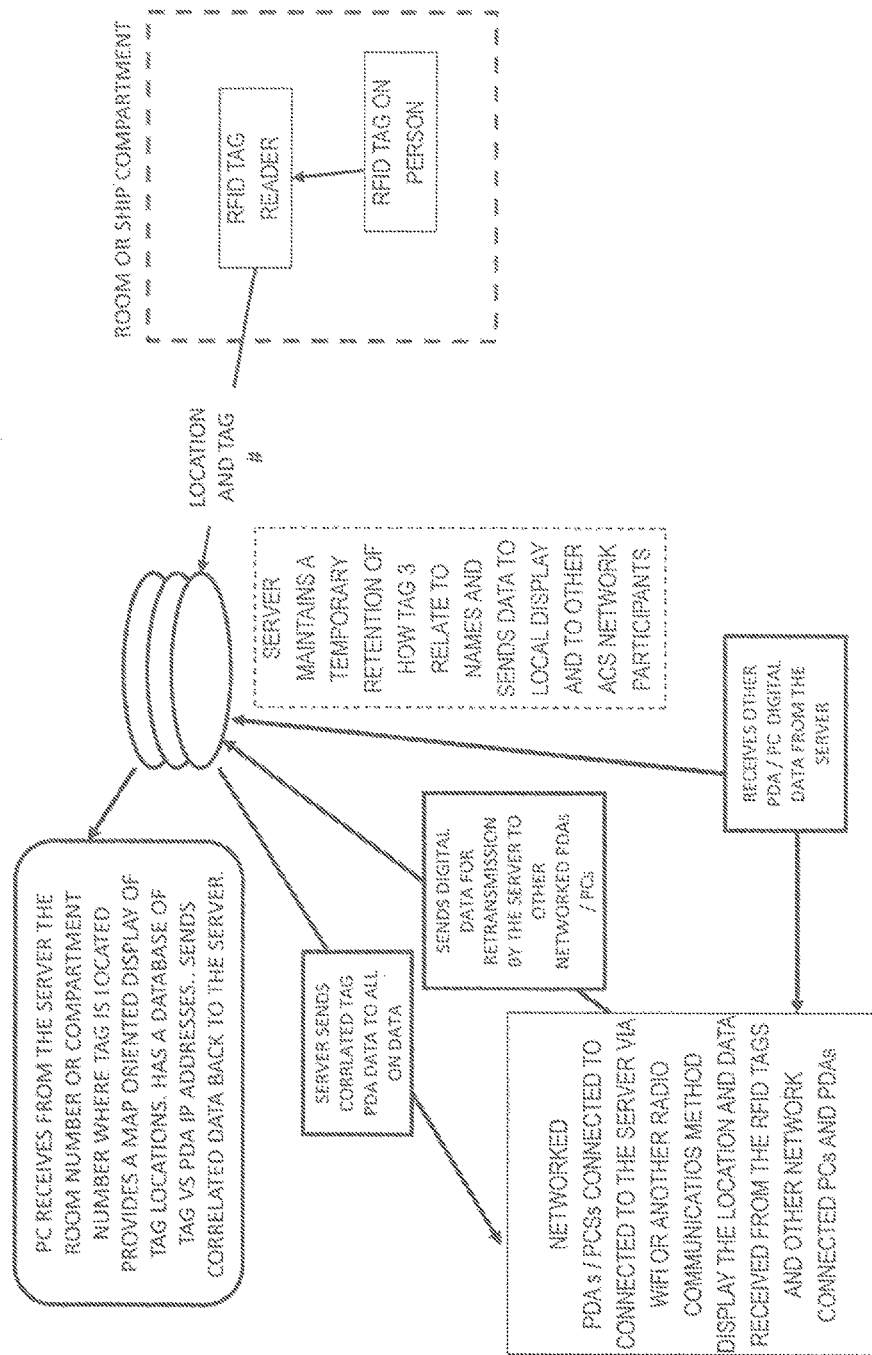 PC RECEIVES FROM THE SERVER THE
ROOM NUMBER OR COMPARTMENT
NUMBER WHERE TAG IS LOCATED
PROVIDES A MAP ORIENTED DISPLAY OF
TAG LOCATIONS. HAS A DATABASE OF
TAG VS PDA IP ADDRESSES.. SENDS
CORRELATED DATA BACK TO THE SERVER.
LOCATION
AND TAG
#
ROOM OR SHIP COMPARTMENT
RFID TAG
READER
RFID TAG ON
PERSON
SERVER
MAINTAINS A
TEMPORARY
RETENTION OF
HOW TAG 3
RELATE TO
NAMES AND
SENDS DATA TO
LOCAL DISPLAY
AND TO OTHER
ACS NETWORK
PARTICIPANTS
SERVER SENDS
CORRLATED TAG
PDA DATA TO ALL
ON DATA
SENDS DIGITAL
DATA FOR
RETRANSMISSION
BY THE SERVER TO
OTHER
NETWORKED PDAs
/ PCs
RECEIVES OTHER
PDA / PC DIGITAL
DATA FROM THE
SERVER
NETWORKED
PDA s / PCSs CONNECTED TO
CONNECTED TO THE SERVER VIA
WIFI OR ANOTHER RADIO
COMMUNICATIOS METHOD
DISPLAY THE LOCATION AND DATA
RECEIVED FROM THE RFID TAGS
AND OTHER NETWORK
CONNECTED PCs AND PDAs